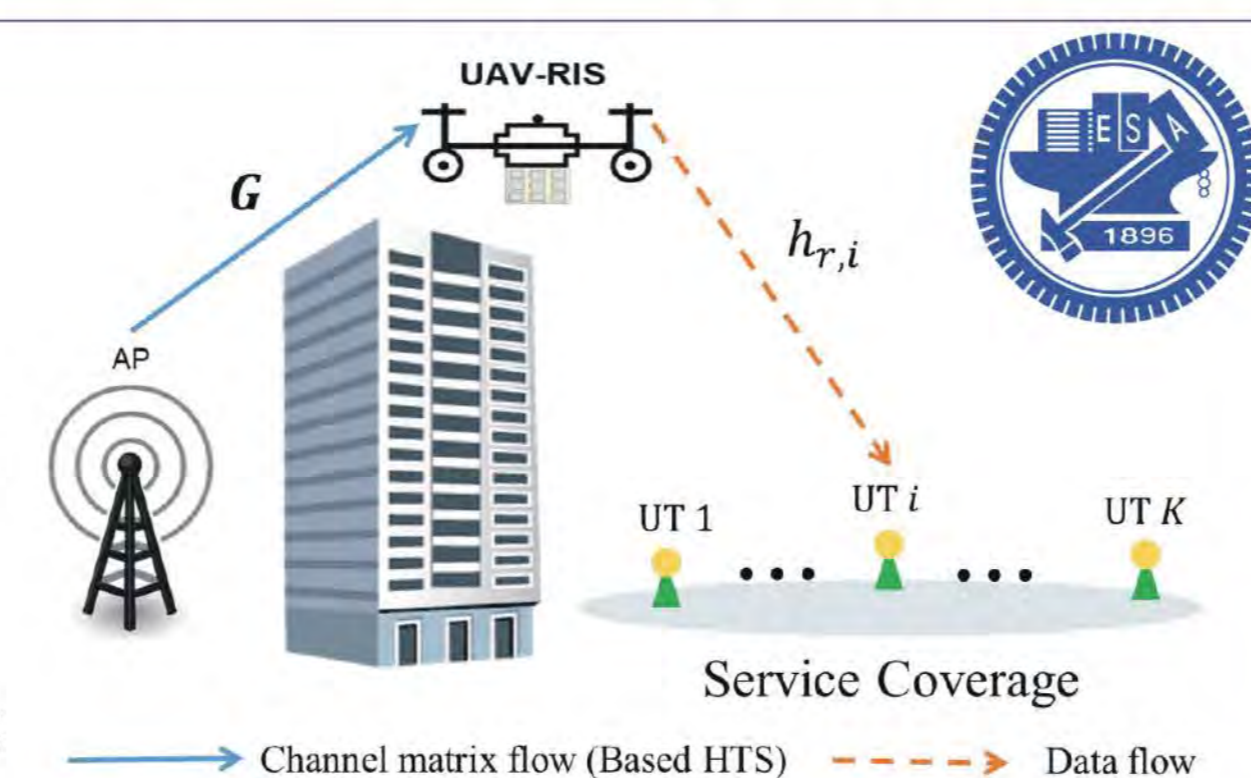 UAV-RIS
G
h_{r,i}
E S A
1896
AP
UT 1
UT i
UT K
Service Coverage
Channel matrix flow (Based HTS)
Data flow